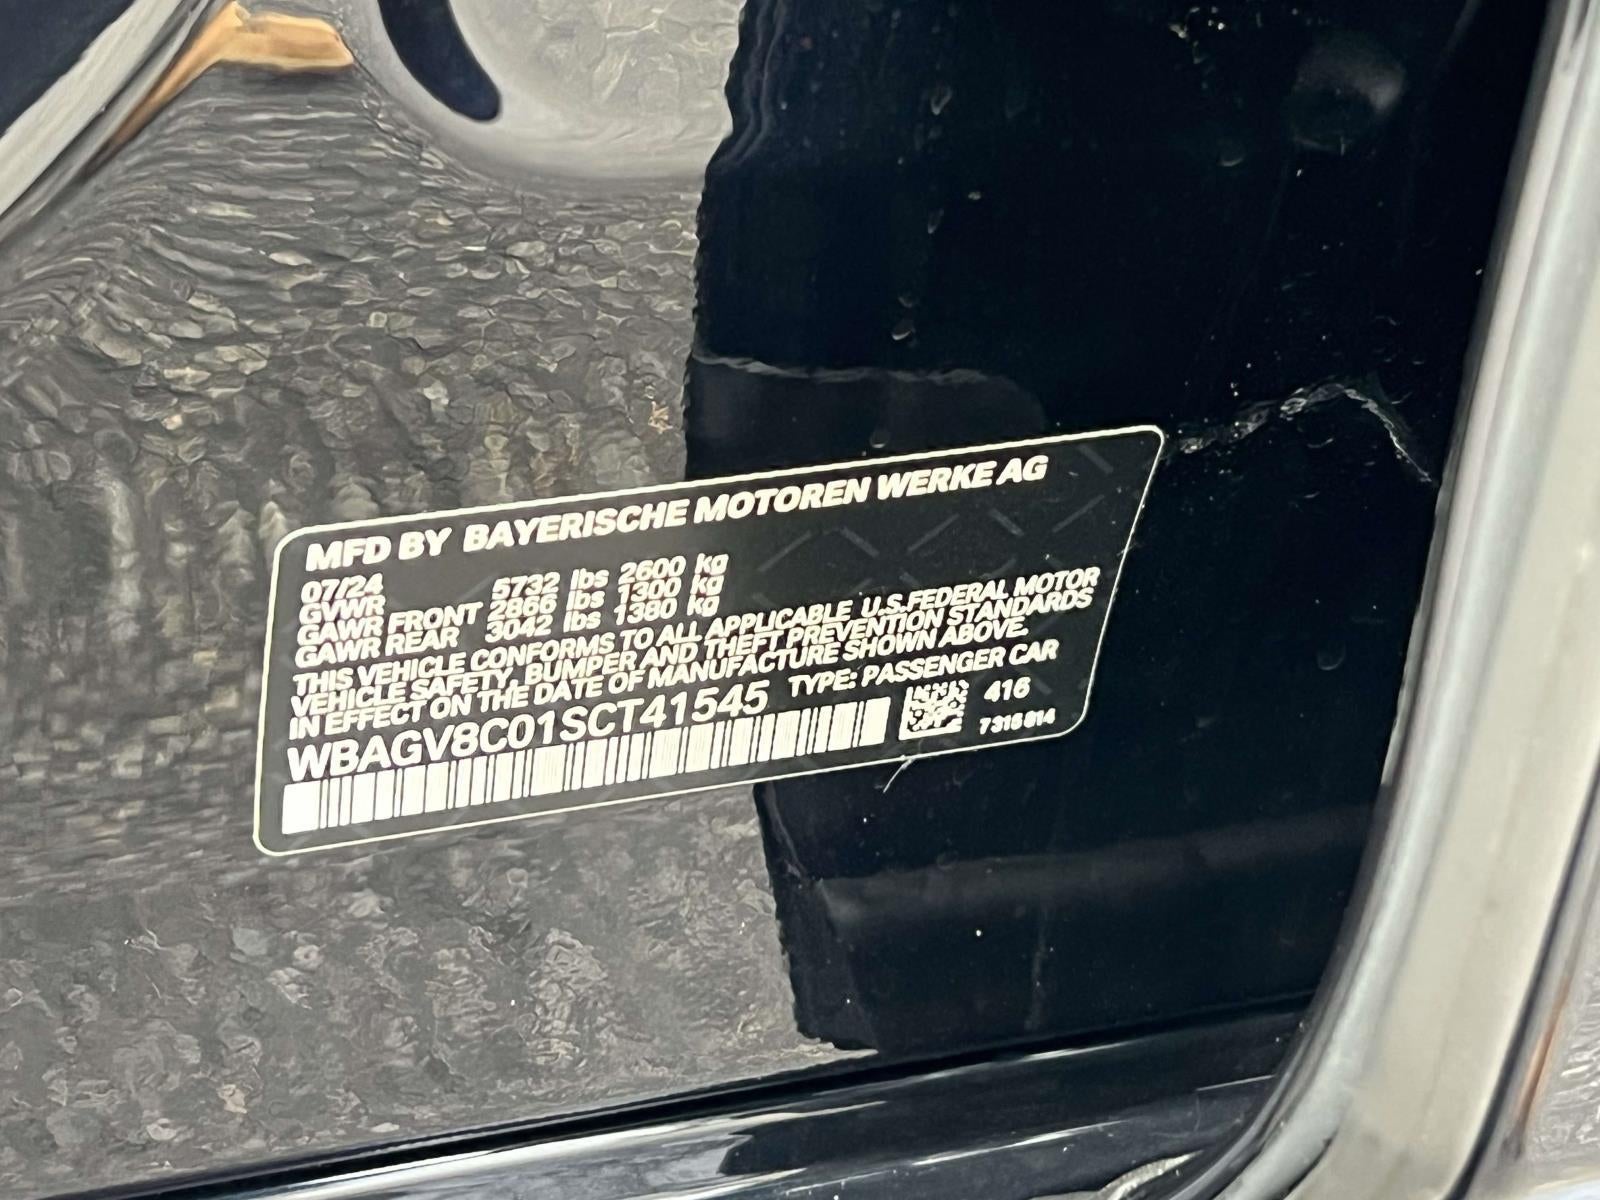 MFD BY BAYERISCHE MOTOREN WERKE AG
07/24
GVWR 5732 lbs 2600 kg
GAWR FRONT 2866 lbs 1300 kg
GAWR REAR 3042 lbs 1380 kg
THIS VEHICLE CONFORMS TO ALL APPLICABLE U.S.FEDERAL MOTOR
VEHICLE SAFETY, BUMPER AND THEFT PREVENTION STANDARDS
IN EFFECT ON THE DATE OF MANUFACTURE SHOWN ABOVE.
WBAGV8C01SCT41545 TYPE: PASSENGER CAR
416
7316814